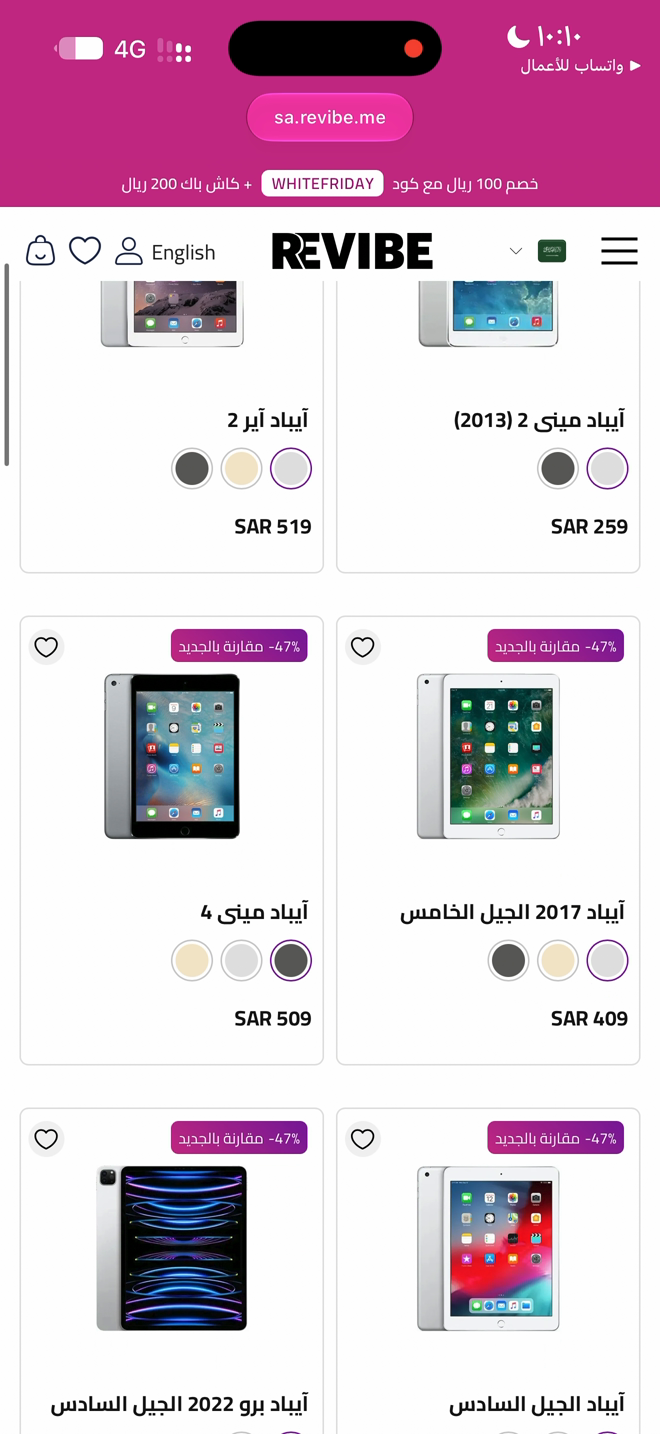 ١٠:١٠
4G
◀ واتساب للأعمال
sa.revibe.me
خصم 100 ريال مع كود WHITEFRIDAY + كاش باك 200 ريال
REVIBE
English
آيباد ميني 2 (2013)
SAR 259
آيباد آير 2
SAR 519
-47% مقارنة بالجديد
آيباد 2017 الجيل الخامس
SAR 409
-47% مقارنة بالجديد
آيباد ميني 4
SAR 509
-47% مقارنة بالجديد
آيباد الجيل السادس
-47% مقارنة بالجديد
آيباد برو 2022 الجيل السادس